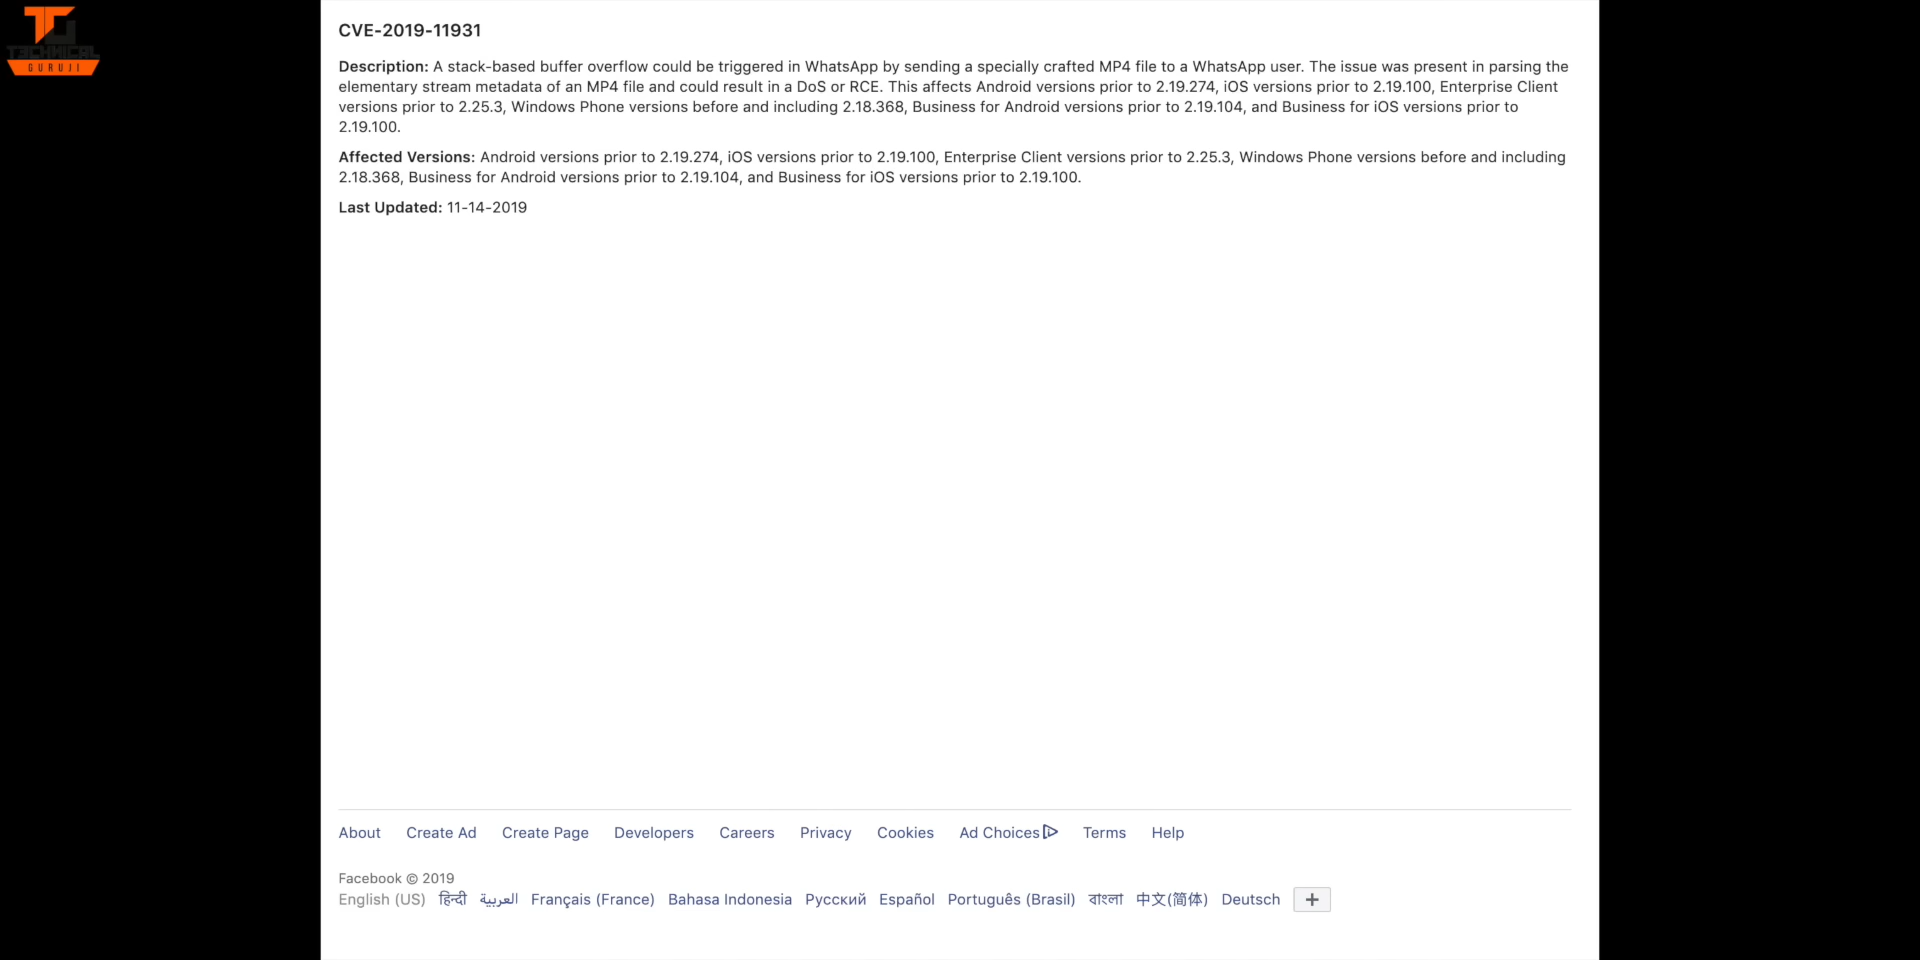 TECHNICAL
GURUJI
CVE-2019-11931
Description: A stack-based buffer overflow could be triggered in WhatsApp by sending a specially crafted MP4 file to a WhatsApp user. The issue was present in parsing the
elementary stream metadata of an MP4 file and could result in a DoS or RCE. This affects Android versions prior to 2.19.274, iOS versions prior to 2.19.100, Enterprise Client
versions prior to 2.25.3, Windows Phone versions before and including 2.18.368, Business for Android versions prior to 2.19.104, and Business for iOS versions prior to
2.19.100.
Affected Versions: Android versions prior to 2.19.274, iOS versions prior to 2.19.100, Enterprise Client versions prior to 2.25.3, Windows Phone versions before and including
2.18.368, Business for Android versions prior to 2.19.104, and Business for iOS versions prior to 2.19.100.
Last Updated: 11-14-2019
About Create Ad Create Page Developers Careers Privacy Cookies Ad Choices Terms Help
Facebook © 2019
English (US) हिन्दी العربية Français (France) Bahasa Indonesia Русский Español Português (Brasil) বাংলা 中文(简体) Deutsch +